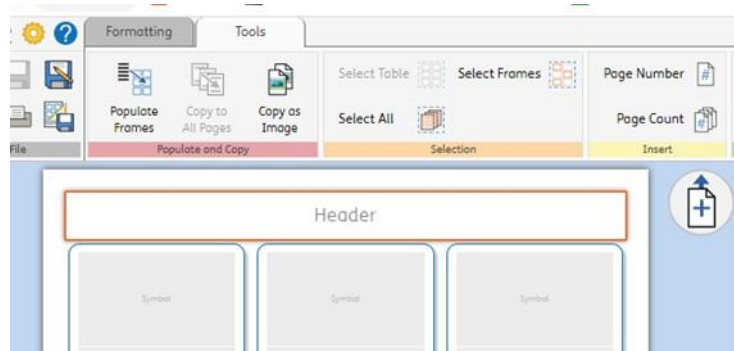 Formatting Tools
Populate Frames
Copy to All Pages
Copy as Image
Select Table
Select Frames
Select All
Page Number
Page Count
File
Populate and Copy
Selection
Insert
Header
Symbol
Symbol
Symbol